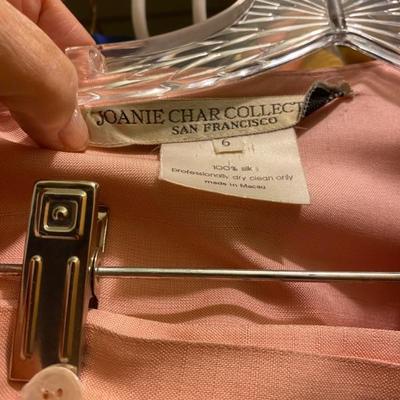 JOANIE CHAR COLLECT
SAN FRANCISCO
6
100% silk
professionally dry clean only
made in Macau